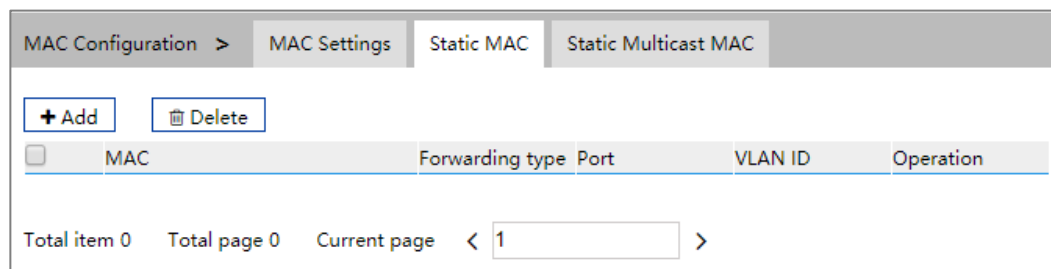 MAC Configuration > MAC Settings Static MAC Static Multicast MAC
+ Add Delete
MAC Forwarding type Port VLAN ID Operation
Total item 0 Total page 0 Current page < 1 >